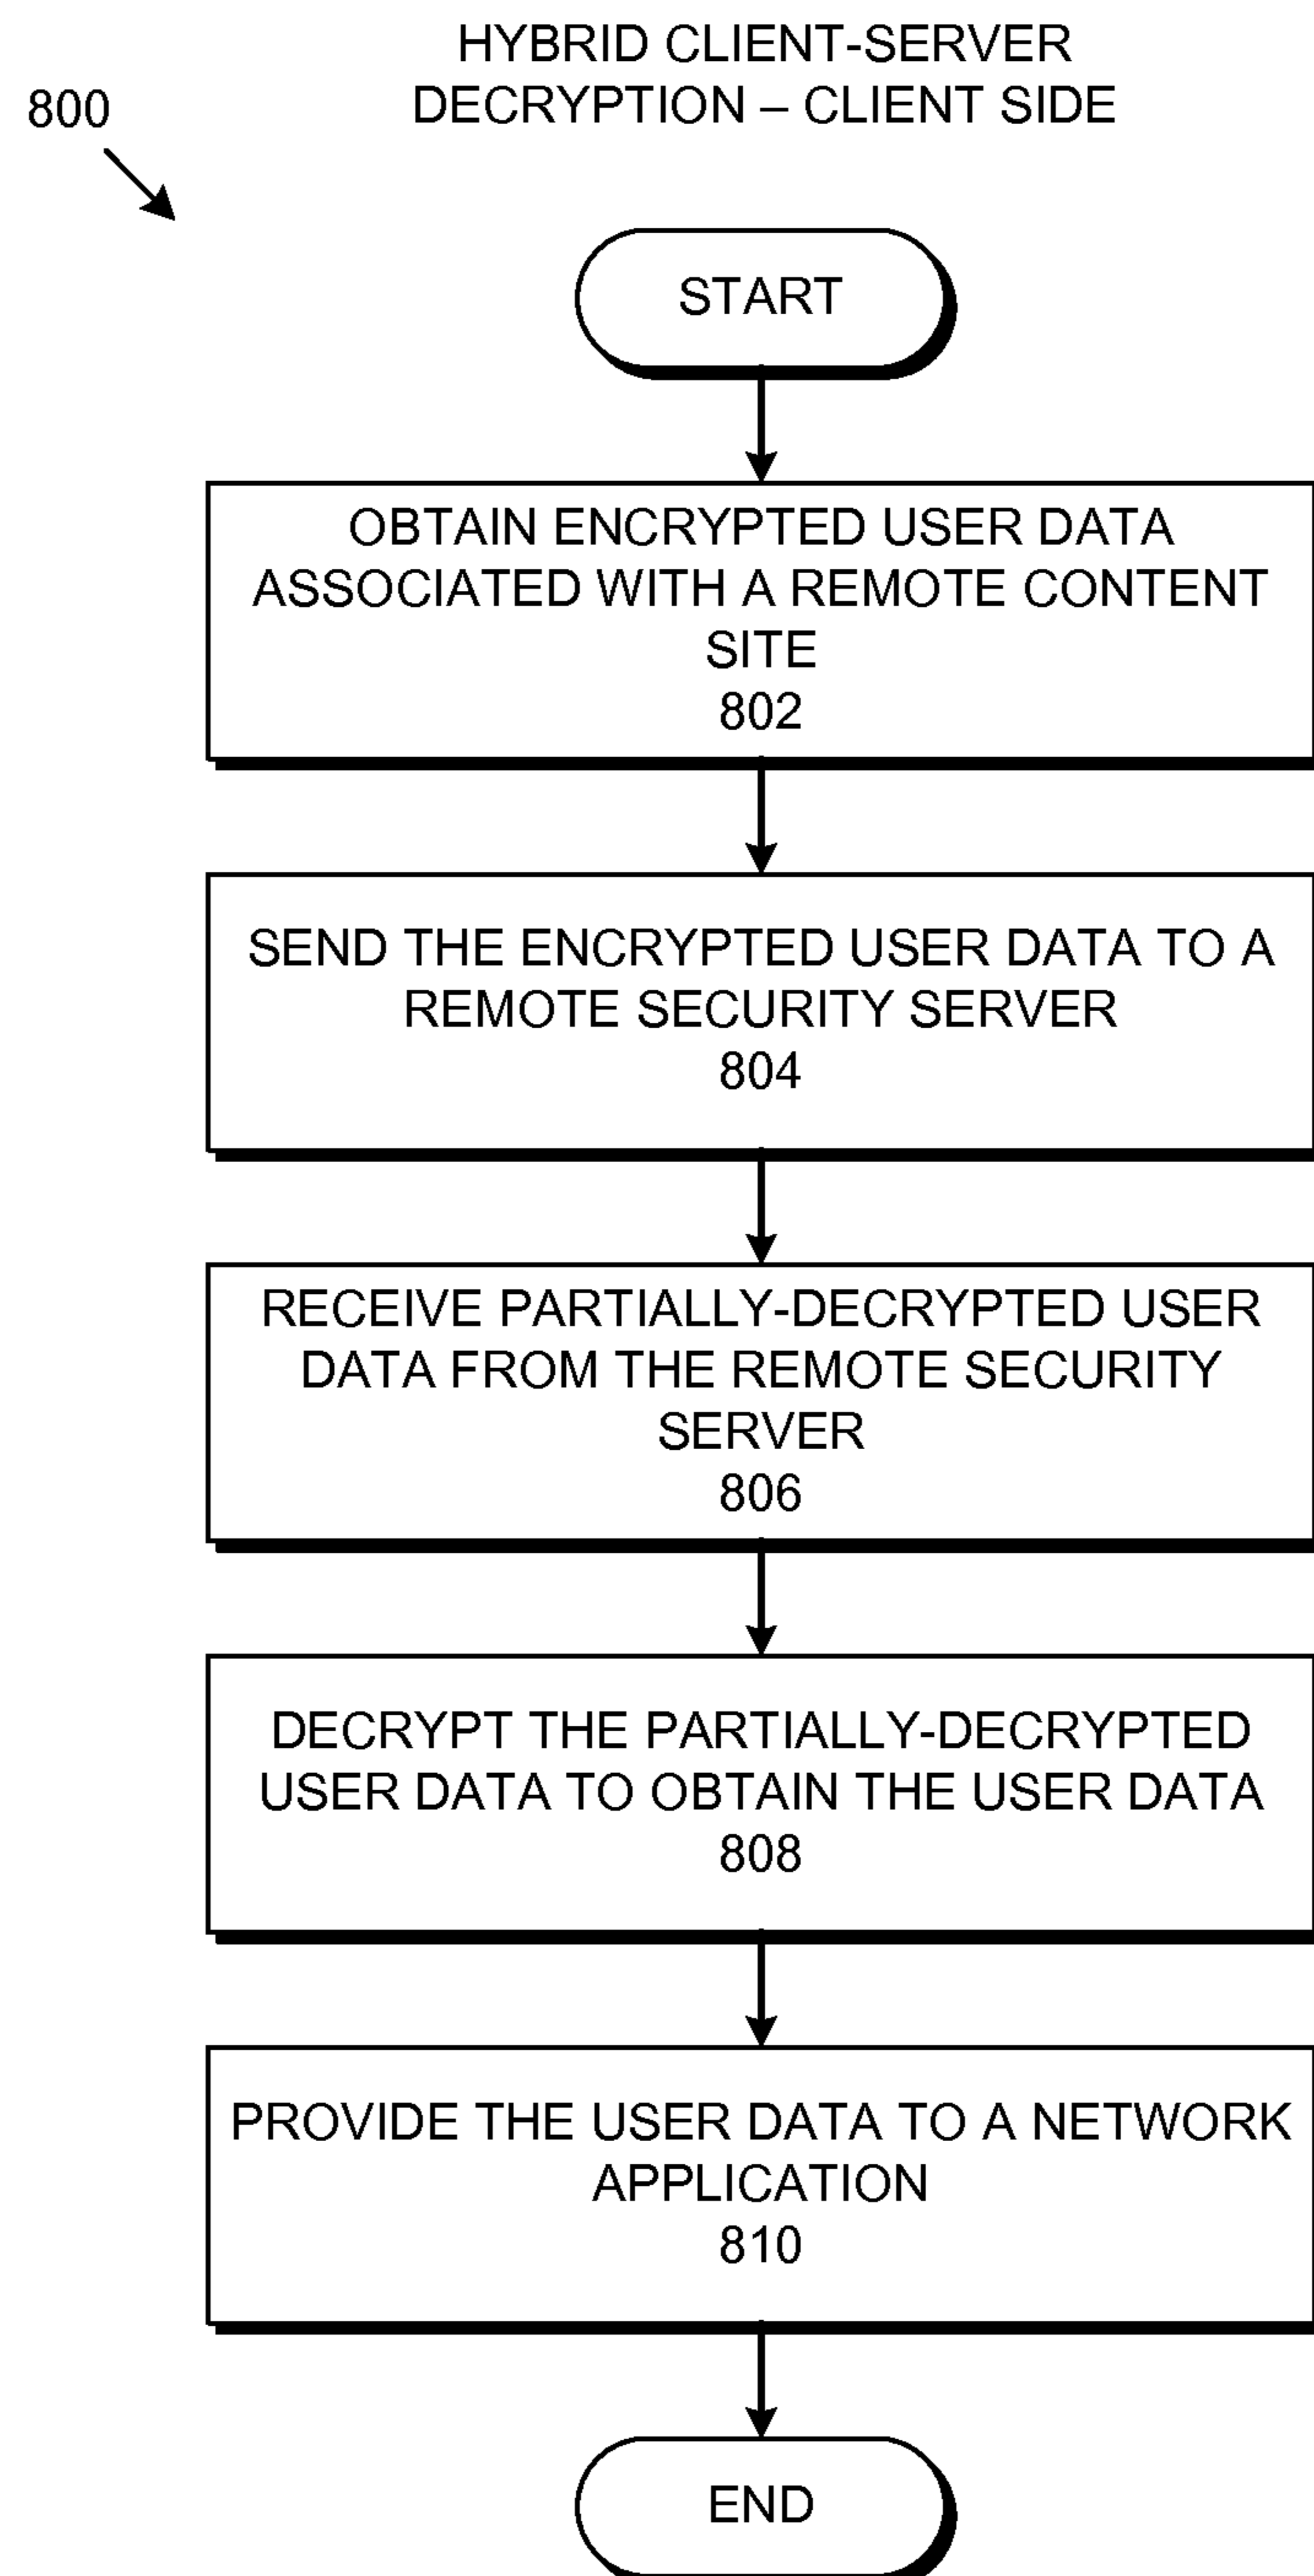 HYBRID CLIENT-SERVER
DECRYPTION – CLIENT SIDE
800
START
OBTAIN ENCRYPTED USER DATA
ASSOCIATED WITH A REMOTE CONTENT
SITE
802
SEND THE ENCRYPTED USER DATA TO A
REMOTE SECURITY SERVER
804
RECEIVE PARTIALLY-DECRYPTED USER
DATA FROM THE REMOTE SECURITY
SERVER
806
DECRYPT THE PARTIALLY-DECRYPTED
USER DATA TO OBTAIN THE USER DATA
808
PROVIDE THE USER DATA TO A NETWORK
APPLICATION
810
END